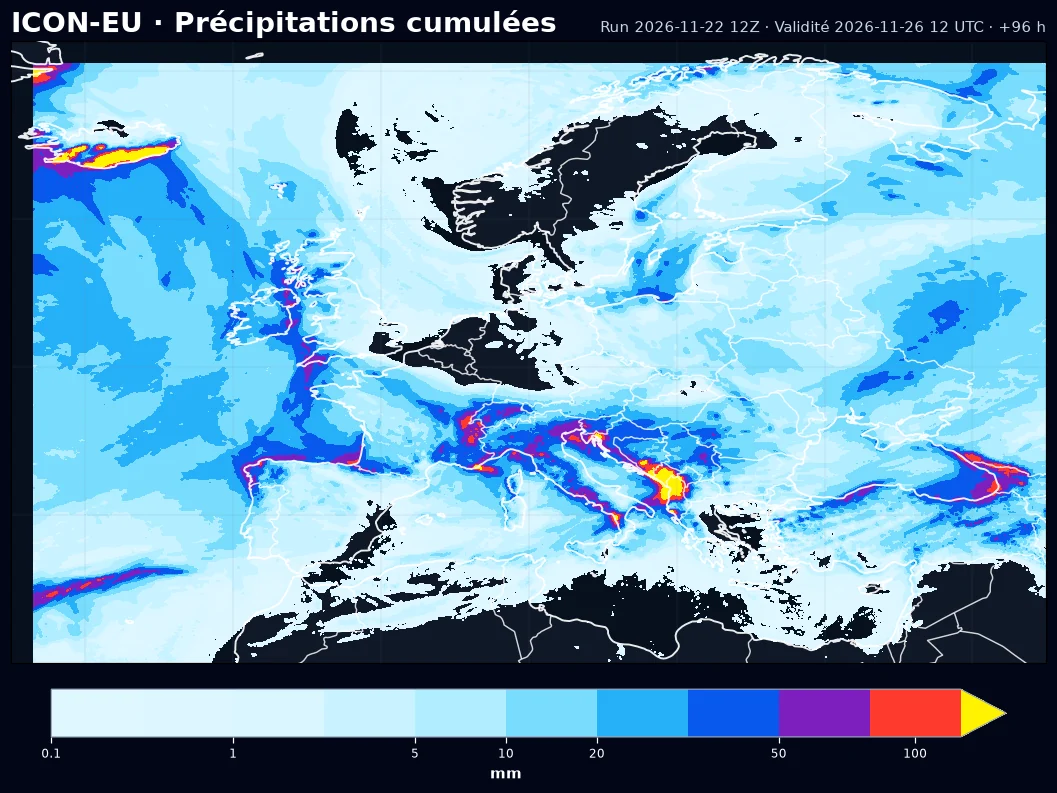 ICON-EU · Précipitations cumulées
Run 2026-11-22 12Z · Validité 2026-11-26 12 UTC · +96 h
0.1 1 5 10 20 50 100
mm